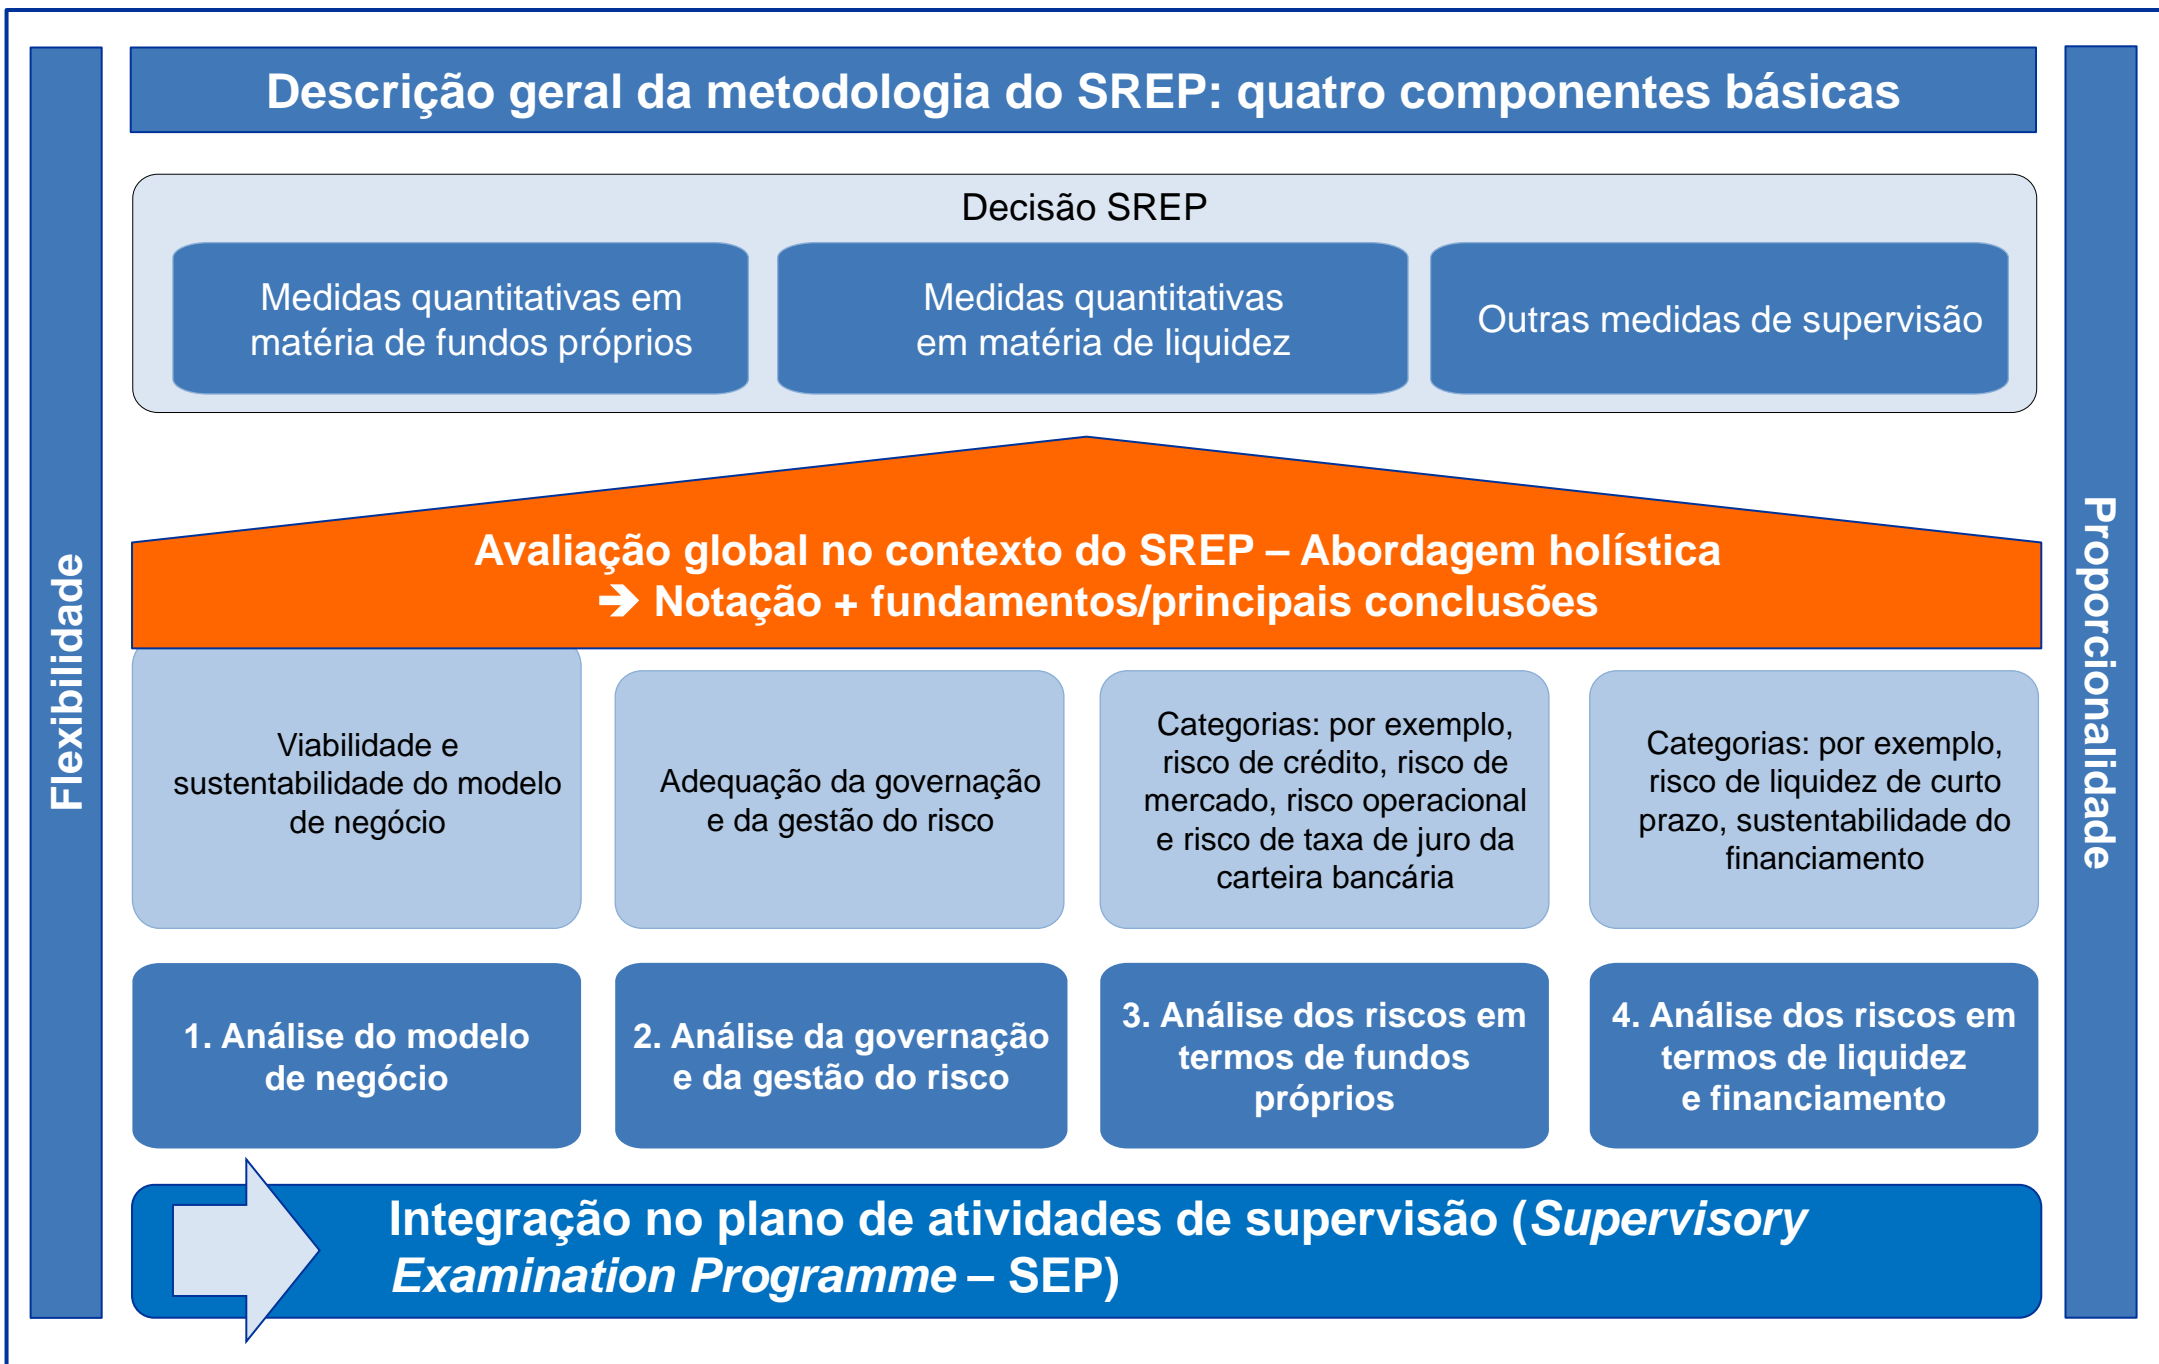 Descrição geral da metodologia do SREP: quatro componentes básicas
Flexibilidade
Proporcionalidade
Decisão SREP
Medidas quantitativas em
matéria de fundos próprios
Medidas quantitativas
em matéria de liquidez
Outras medidas de supervisão
Avaliação global no contexto do SREP – Abordagem holística
➔ Notação + fundamentos/principais conclusões
Viabilidade e
sustentabilidade do modelo
de negócio
Adequação da governação
e da gestão do risco
Categorias: por exemplo,
risco de crédito, risco de
mercado, risco operacional
e risco de taxa de juro da
carteira bancária
Categorias: por exemplo,
risco de liquidez de curto
prazo, sustentabilidade do
financiamento
1. Análise do modelo
de negócio
2. Análise da governação
e da gestão do risco
3. Análise dos riscos em
termos de fundos
próprios
4. Análise dos riscos em
termos de liquidez
e financiamento
Integração no plano de atividades de supervisão (Supervisory
Examination Programme – SEP)